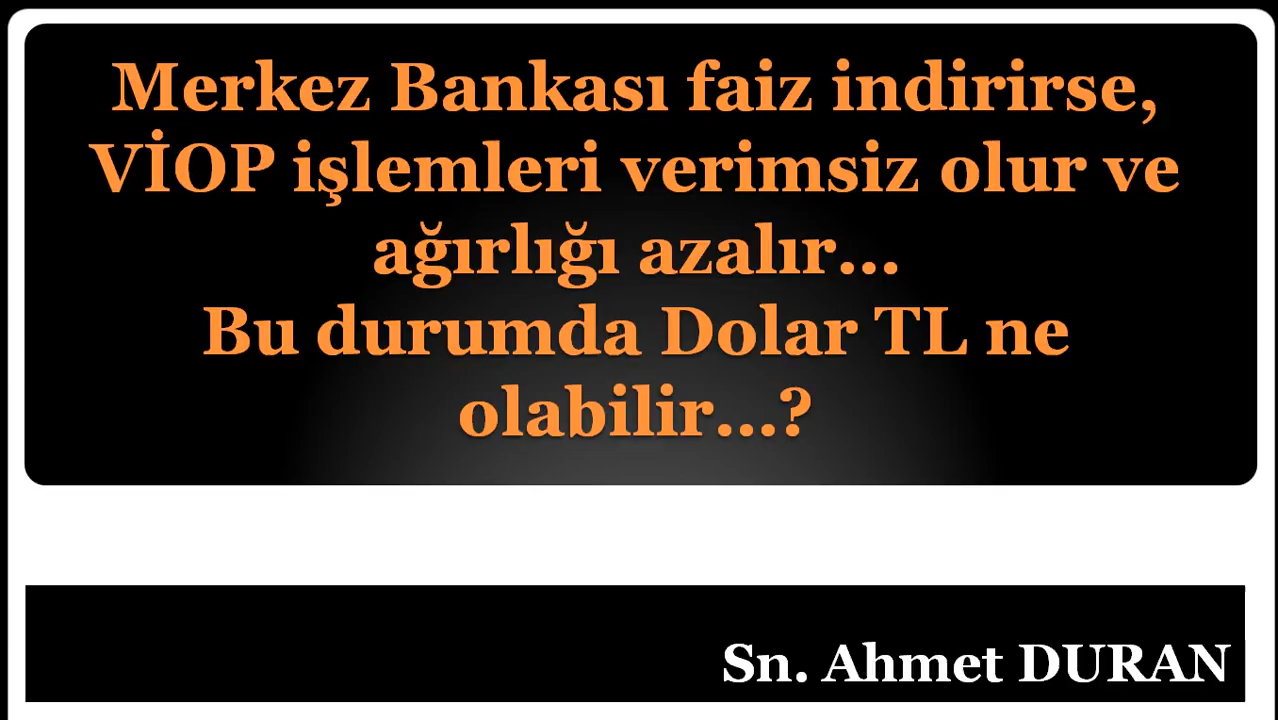 Merkez Bankası faiz indirirse,
VİOP işlemleri verimsiz olur ve
ağırlığı azalır...
Bu durumda Dolar TL ne
olabilir...?
Sn. Ahmet DURAN